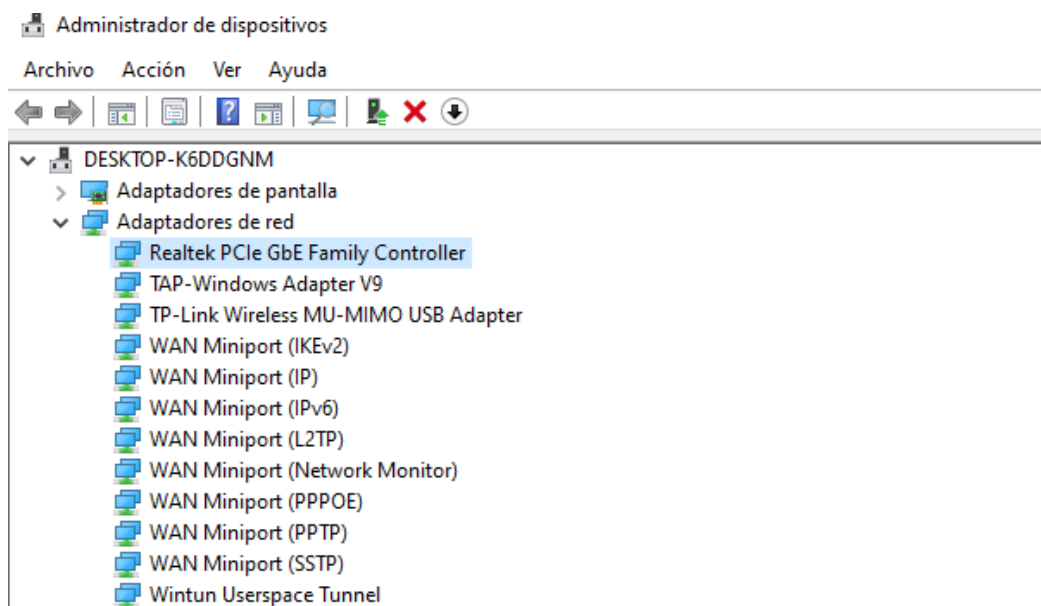 Administrador de dispositivos
Archivo Acción Ver Ayuda
DESKTOP-K6DDGNM
Adaptadores de pantalla
Adaptadores de red
Realtek PCIe GbE Family Controller
TAP-Windows Adapter V9
TP-Link Wireless MU-MIMO USB Adapter
WAN Miniport (IKEv2)
WAN Miniport (IP)
WAN Miniport (IPv6)
WAN Miniport (L2TP)
WAN Miniport (Network Monitor)
WAN Miniport (PPPOE)
WAN Miniport (PPTP)
WAN Miniport (SSTP)
Wintun Userspace Tunnel